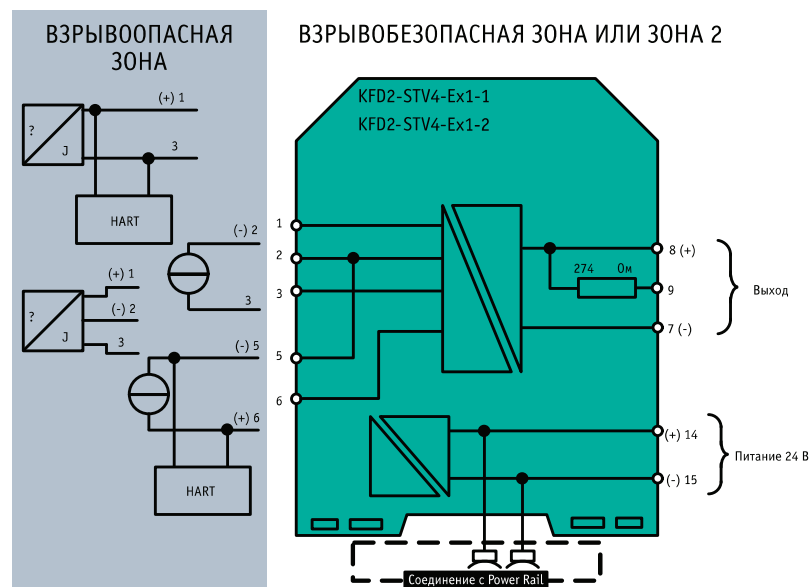 ВЗРЫВООПАСНАЯ
ЗОНА
ВЗРЫВОБЕЗОПАСНАЯ ЗОНА ИЛИ ЗОНА 2
KFD2-STV4-Ex1-1
KFD2-STV4-Ex1-2
(+) 1
?
J
3
HART
(-) 2
3
(+) 1
?
(-) 2
J
3
(-) 5
(+) 6
HART
1
2
3
5
6
8 (+)
274 Ом
9
7 (-)
Выход
(+) 14
(-) 15
Питание 24 В
Соединение с Power Rail